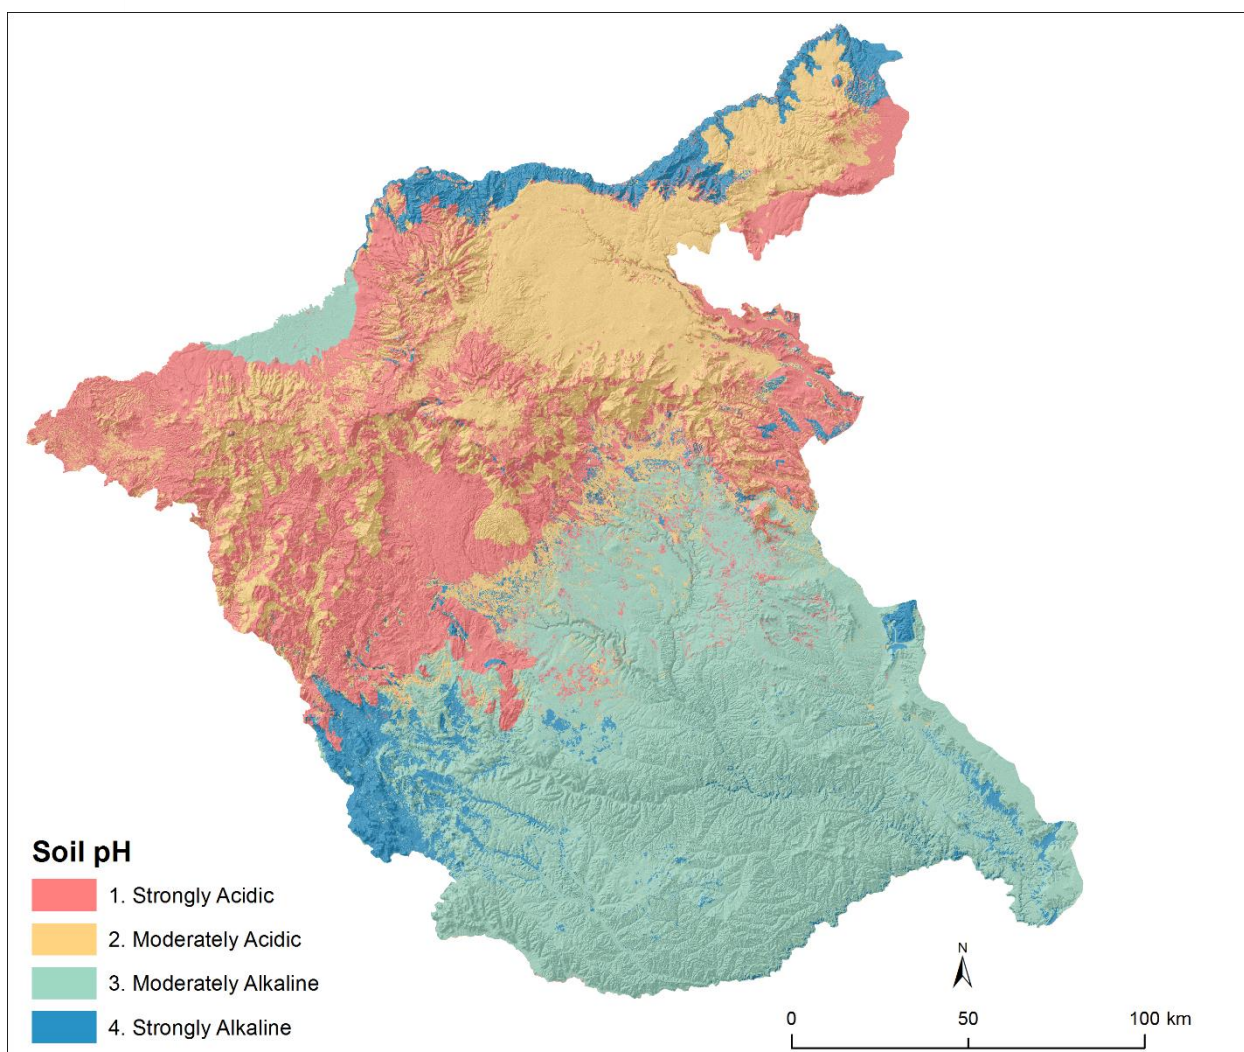 Soil pH
1. Strongly Acidic
2. Moderately Acidic
3. Moderately Alkaline
4. Strongly Alkaline
N
0 50 100 km